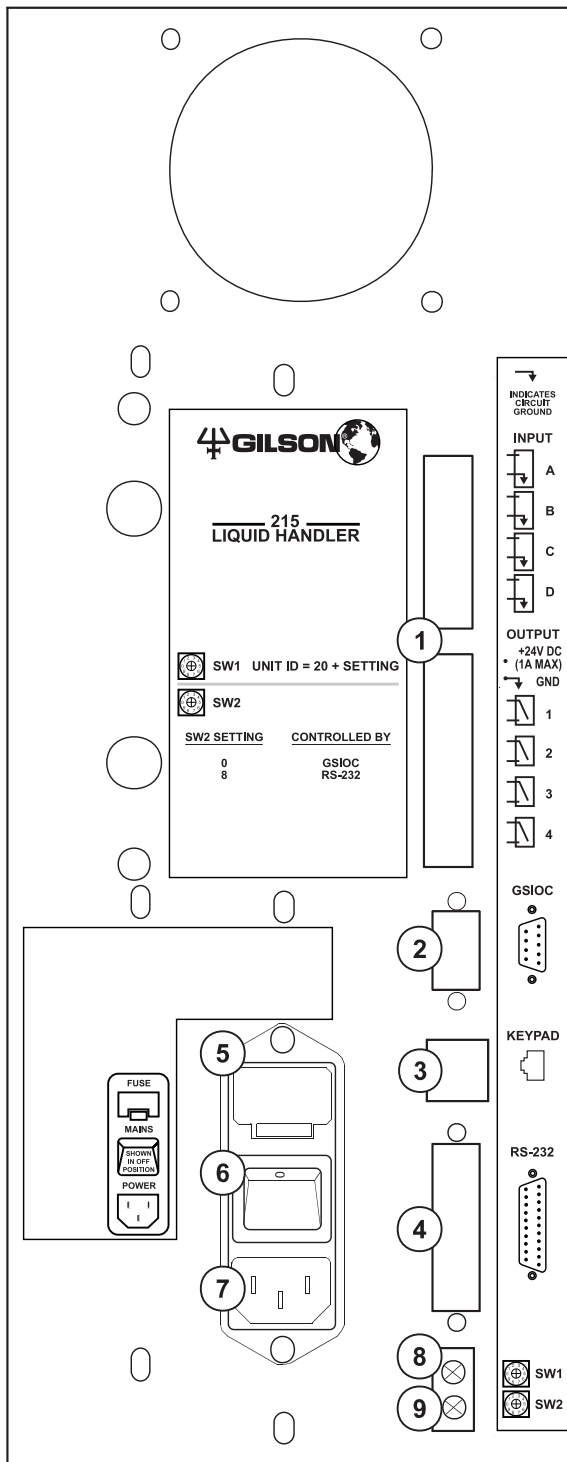 GILSON
215
LIQUID HANDLER
SW1 UNIT ID = 20 + SETTING
SW2
SW2 SETTING CONTROLLED BY
0 GSIOC
8 RS-232
1
2
3
4
5
6
7
8
9
FUSE
MAINS
SHOWN
IN OFF
POSITION
POWER
INDICATES
CIRCUIT
GROUND
INPUT
A
B
C
D
OUTPUT
+24V DC
(1A MAX)
GND
1
2
3
4
GSIOC
KEYPAD
RS-232
SW1
SW2